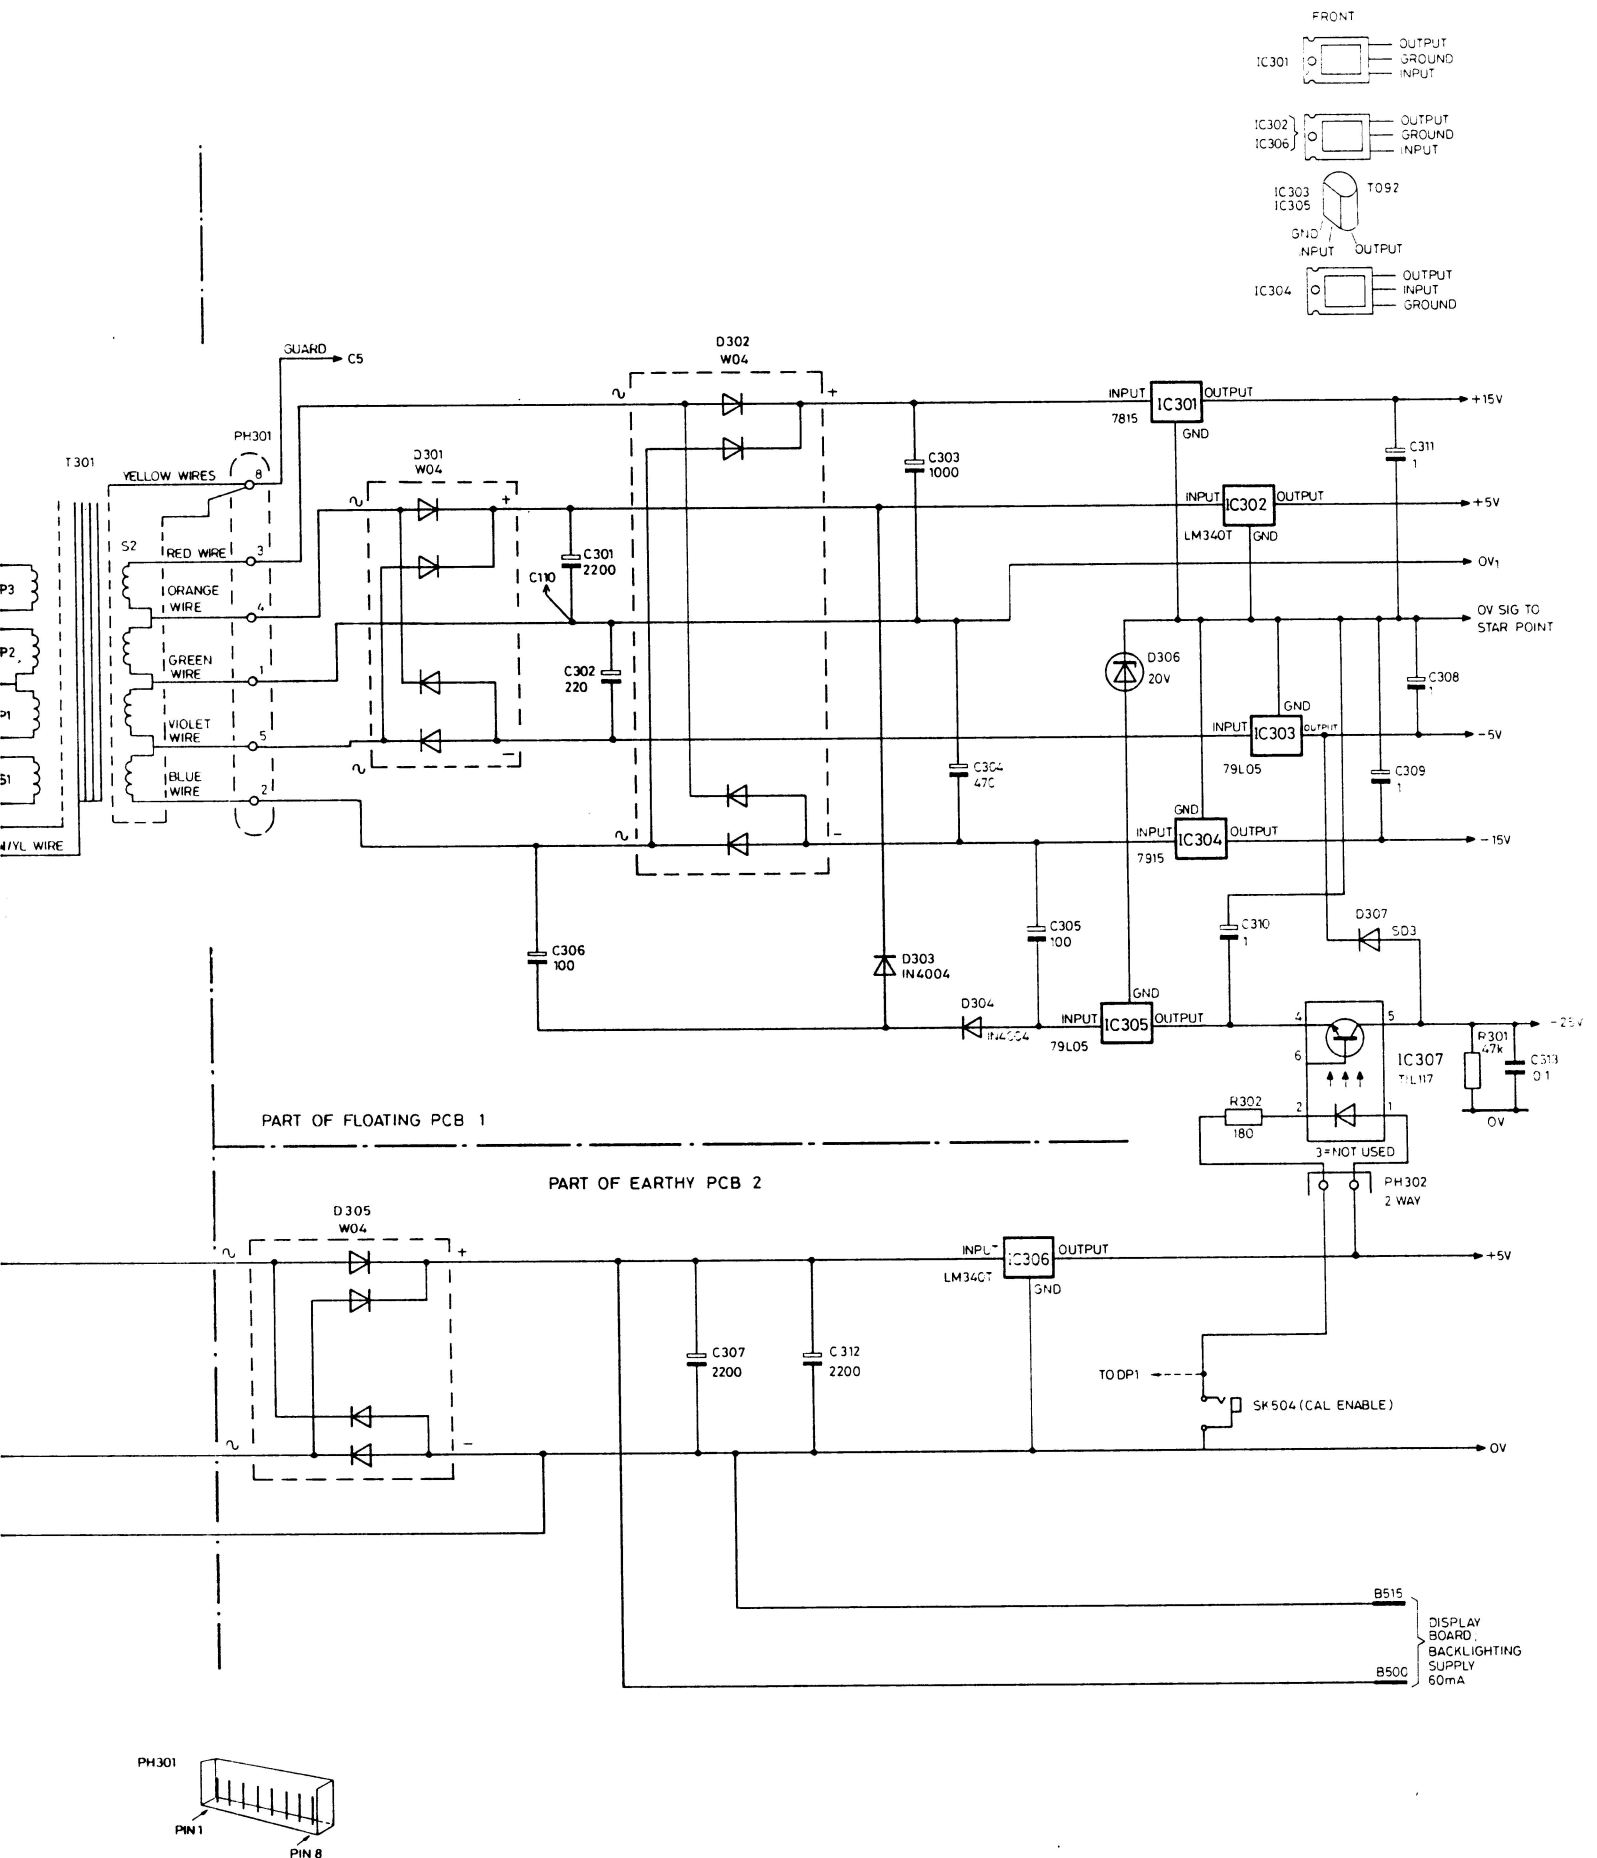 FRONT
IC301
OUTPUT
GROUND
INPUT
IC302
IC306
OUTPUT
GROUND
INPUT
IC303
IC305
TO92
GND
INPUT
OUTPUT
IC304
OUTPUT
INPUT
GROUND
GUARD
C5
D302
W04
PH301
T301
YELLOW WIRES
8
D301
W04
+
INPUT
IC301
OUTPUT
+15V
7815
GND
C303
1000
C311
1
S2
RED WIRE
3
+
INPUT
IC302
OUTPUT
+5V
LM340T
GND
C301
2200
C110
0V1
P3
ORANGE
WIRE
4
0V SIG TO
STAR POINT
P2
GREEN
WIRE
1
C302
220
D306
20V
C308
1
P1
VIOLET
WIRE
5
-
GND
INPUT
IC303
OUTPUT
-5V
79L05
S1
BLUE
WIRE
2
C304
470
C309
1
GND
-
INPUT
IC304
OUTPUT
-15V
7915
N/YL WIRE
C306
100
D303
IN4004
C305
100
C310
1
D307
SD3
D304
IN4004
GND
INPUT
IC305
OUTPUT
79L05
4
5
6
IC307
TIL117
R301
47k
C313
0.1
0V
R302
180
2
1
3=NOT USED
PART OF FLOATING PCB 1
PART OF EARTHY PCB 2
PH302
2 WAY
D305
W04
+
INPUT
IC306
OUTPUT
+5V
LM340T
GND
C307
2200
C312
2200
TO DP1
SK504 (CAL ENABLE)
-
0V
B515
DISPLAY
BOARD,
BACKLIGHTING
SUPPLY
60mA
B500
PH301
PIN 1
PIN 8